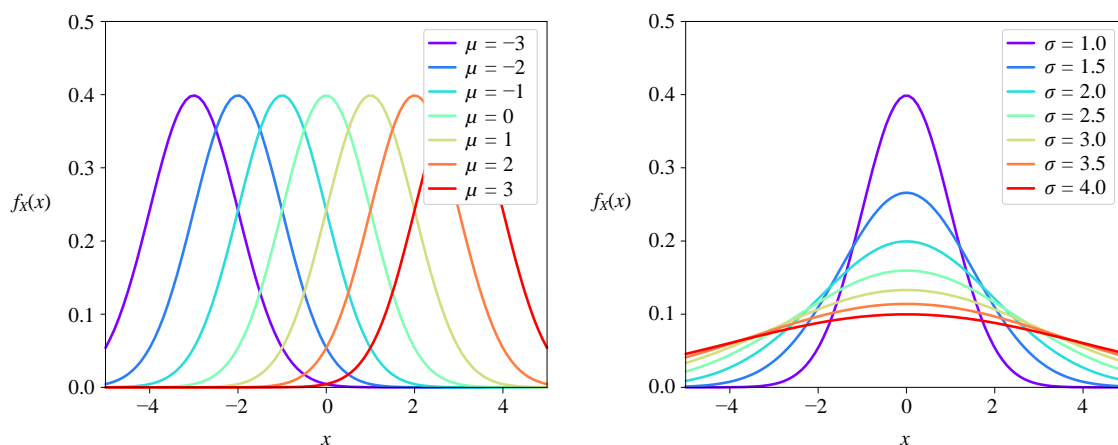 0.5
0.4
0.3
0.2
0.1
0.0
f_X(x)
−4
−2
0
2
4
x
μ = −3
μ = −2
μ = −1
μ = 0
μ = 1
μ = 2
μ = 3
0.5
0.4
0.3
0.2
0.1
0.0
f_X(x)
−4
−2
0
2
4
x
σ = 1.0
σ = 1.5
σ = 2.0
σ = 2.5
σ = 3.0
σ = 3.5
σ = 4.0